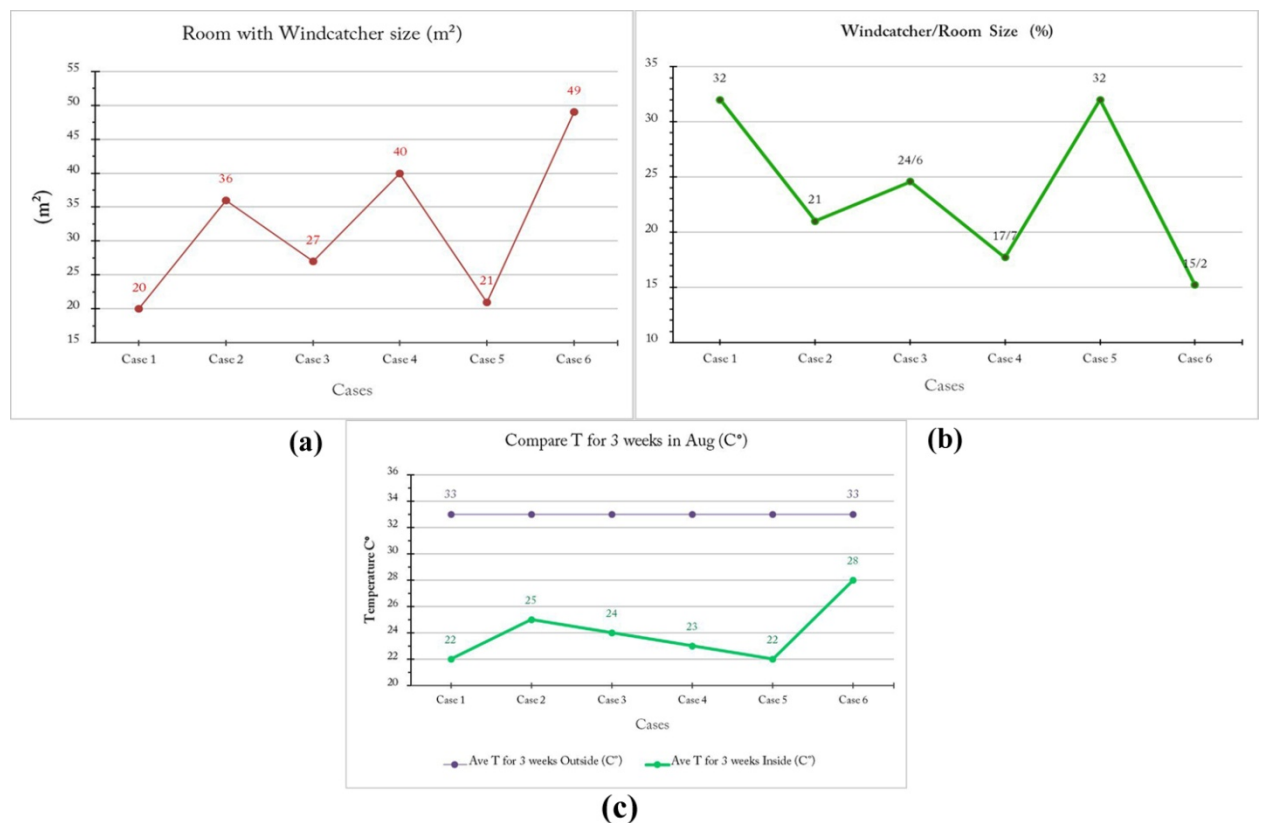 Room with Windcatcher size (m²)
55
50
45
40
35
30
25
20
15
(m²)
20
36
27
40
21
49
Case 1 Case 2 Case 3 Case 4 Case 5 Case 6
Cases
(a)
Windcatcher/Room Size (%)
35
30
25
20
15
10
32
21
24/6
17/7
32
15/2
Case 1 Case 2 Case 3 Case 4 Case 5 Case 6
Cases
(b)
Compare T for 3 weeks in Aug (C°)
36
34
32
30
28
26
24
22
20
Temperature C°
33 33
22
25
24
23
22
28
Case 1 Case 2 Case 3 Case 4 Case 5 Case 6
Cases
Ave T for 3 weeks Outside (C°) Ave T for 3 weeks Inside (C°)
(c)